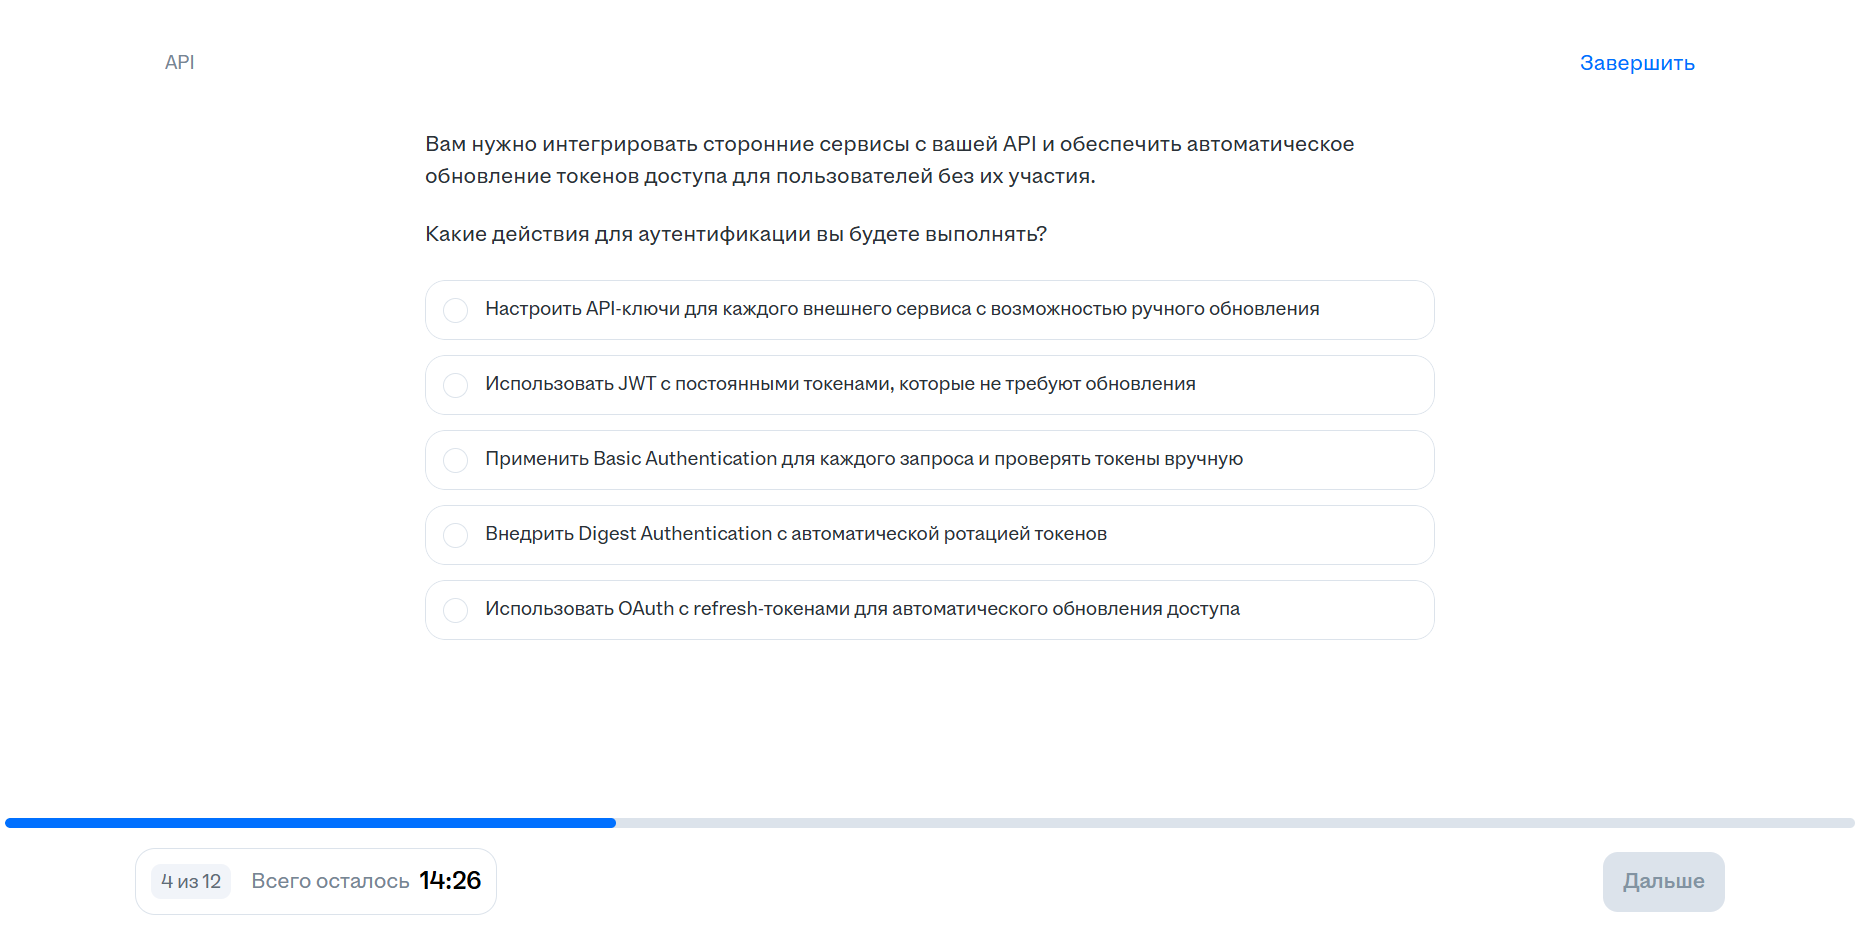 API
Завершить
Вам нужно интегрировать сторонние сервисы с вашей API и обеспечить автоматическое
обновление токенов доступа для пользователей без их участия.
Какие действия для аутентификации вы будете выполнять?
Настроить API-ключи для каждого внешнего сервиса с возможностью ручного обновления
Использовать JWT с постоянными токенами, которые не требуют обновления
Применить Basic Authentication для каждого запроса и проверять токены вручную
Внедрить Digest Authentication с автоматической ротацией токенов
Использовать OAuth с refresh-токенами для автоматического обновления доступа
4 из 12
Всего осталось 14:26
Дальше